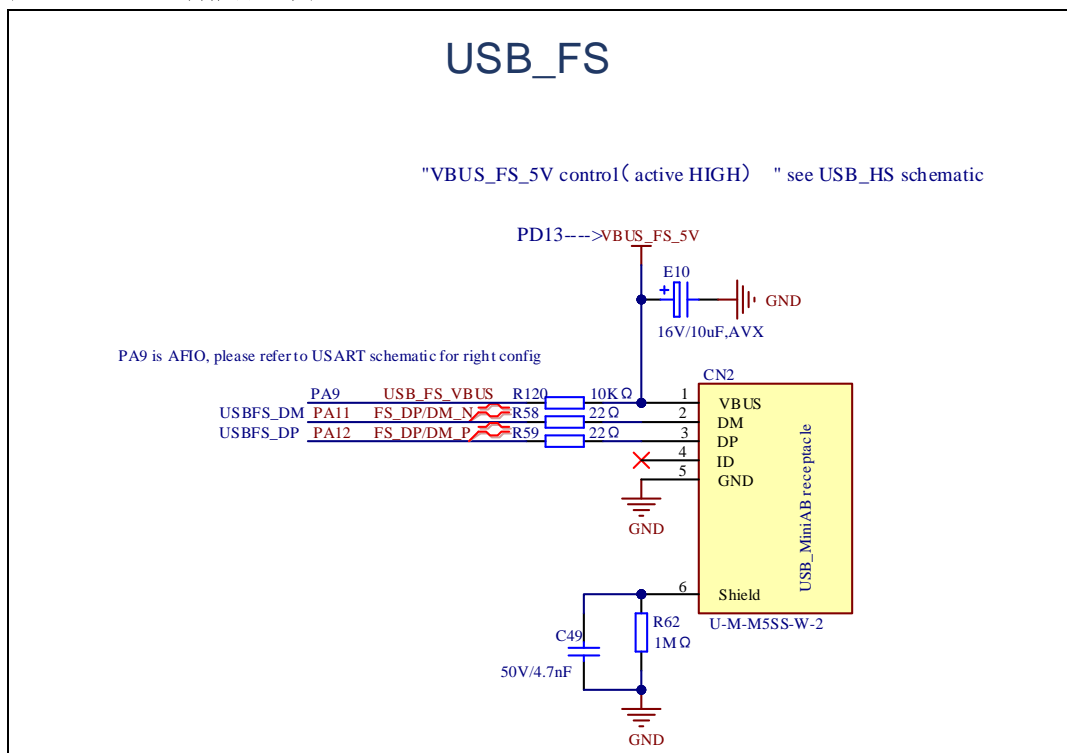 USB_FS
"VBUS_FS_5V control( active HIGH) " see USB_HS schematic
PD13---->VBUS_FS_5V
E10
+
GND
16V/10uF,AVX
PA9 is AFIO, please refer to USART schematic for right config
CN2
PA9 USB_FS_VBUS R120 10KΩ 1 VBUS
USBFS_DM PA11 FS_DP/DM_N R58 22Ω 2 DM
USBFS_DP PA12 FS_DP/DM_P R59 22Ω 3 DP
4 ID
5 GND
GND
USB_MiniAB receptacle
6 Shield
U-M-M5SS-W-2
R62
C49
1MΩ
50V/4.7nF
GND